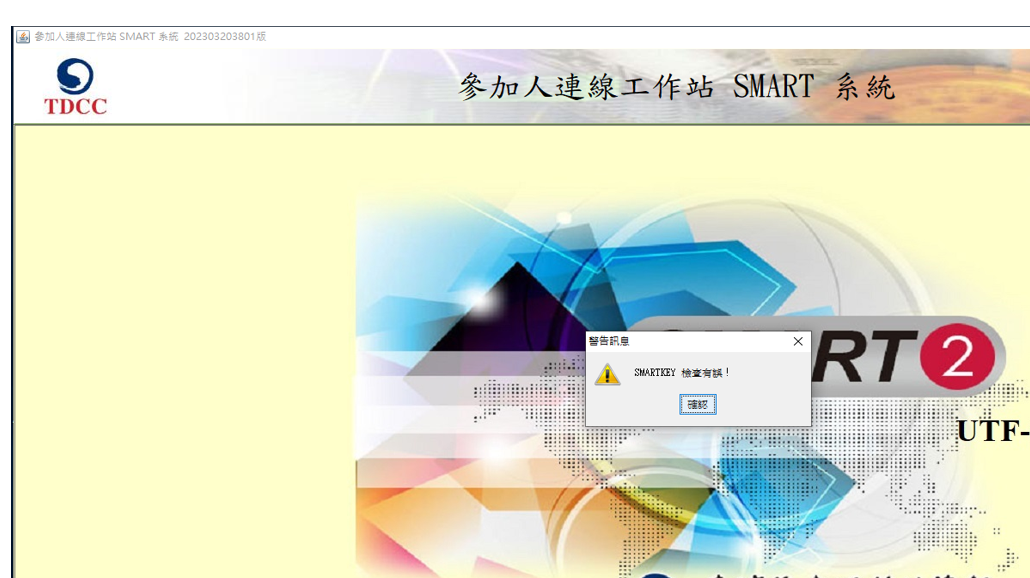 參加人連線工作站 SMART 系統 202303203801版
TDCC
參加人連線工作站 SMART 系統
RT2
警告訊息
SMARTKEY 檢查有誤！
確認
UTF-